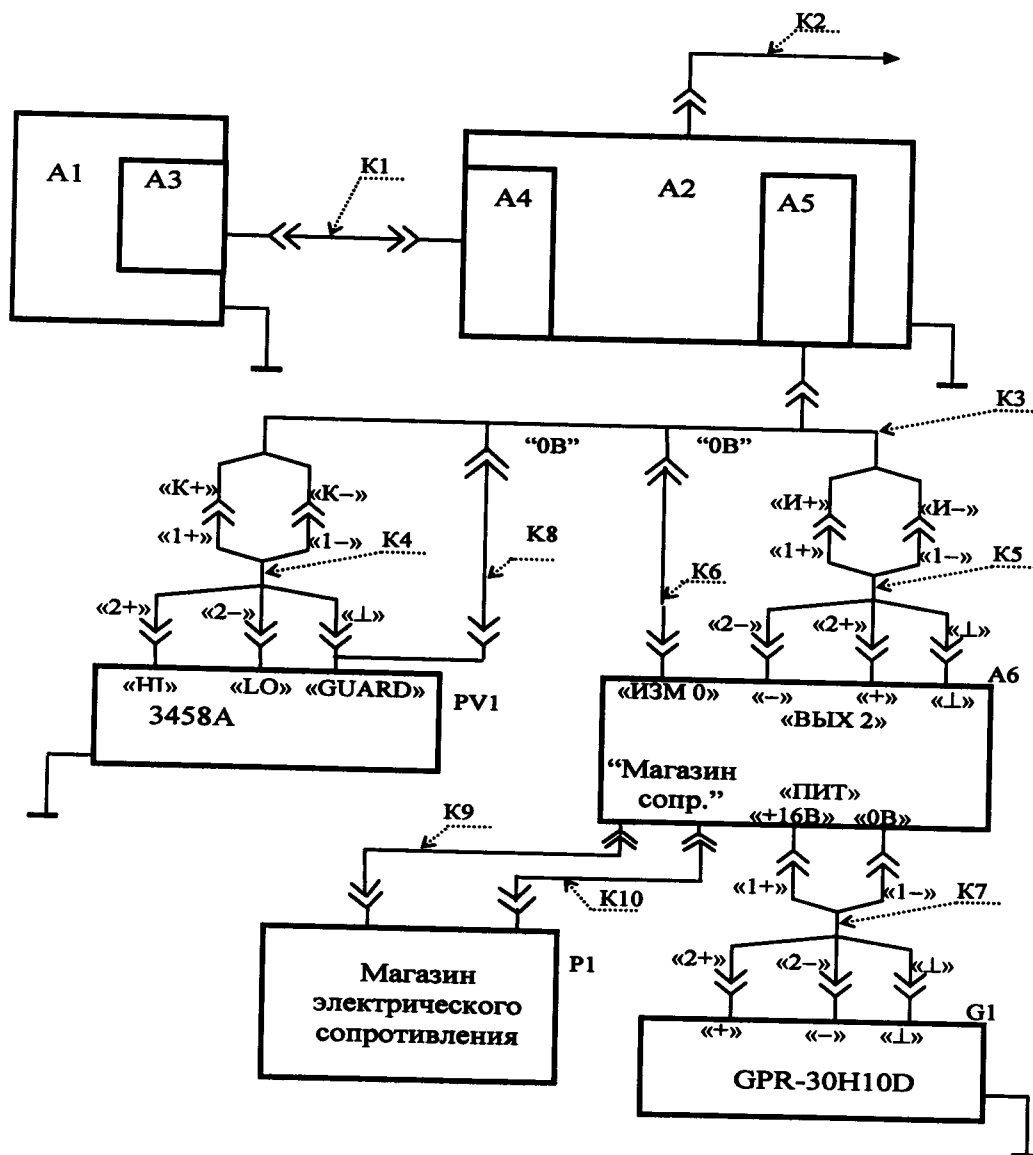 К2
А1
А3
К1
А4
А2
А5
К3
“0В”
“0В”
«К+»
«К−»
«И+»
«И−»
«1+»
«1−»
К4
К8
К6
«1+»
«1−»
К5
«2+»
«2−»
«⊥»
«2−»
«2+»
«⊥»
«HI»
«LO»
«GUARD»
3458А
PV1
«ИЗМ 0»
«−»
«+»
«⊥»
А6
«ВЫХ 2»
“Магазин
сопр.”
«ПИТ»
«+16В»
«0В»
К9
К10
«1+»
«1−»
К7
Магазин
электрического
сопротивления
Р1
«2+»
«2−»
«⊥»
«+»
«−»
«⊥»
G1
GPR-30H10D